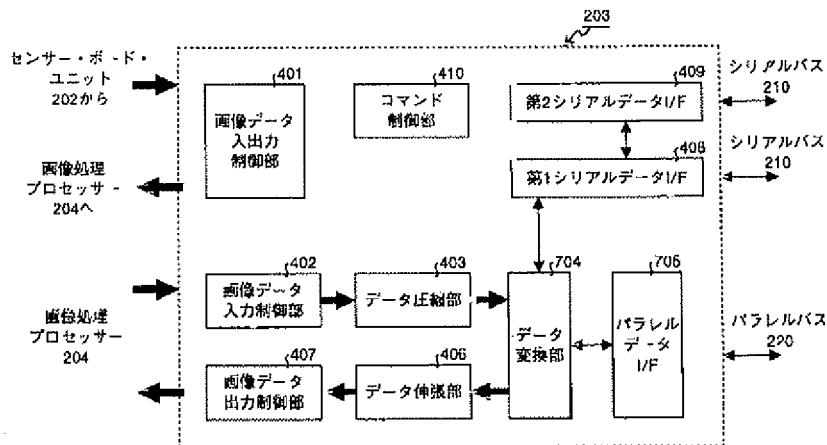 203
センサー・ボード・
ユニット
202から
画像処理
プロセッサー
204へ
画像処理
プロセッサー
204
401
画像データ
入出力
制御部
410
コマンド
制御部
409
第2シリアルデータI/F
408
第1シリアルデータI/F
シリアルバス
210
シリアルバス
210
402
画像データ
入力制御部
403
データ圧縮部
704
データ
変換部
705
パラレル
データ
I/F
パラレルバス
220
407
画像データ
出力制御部
406
データ伸張部